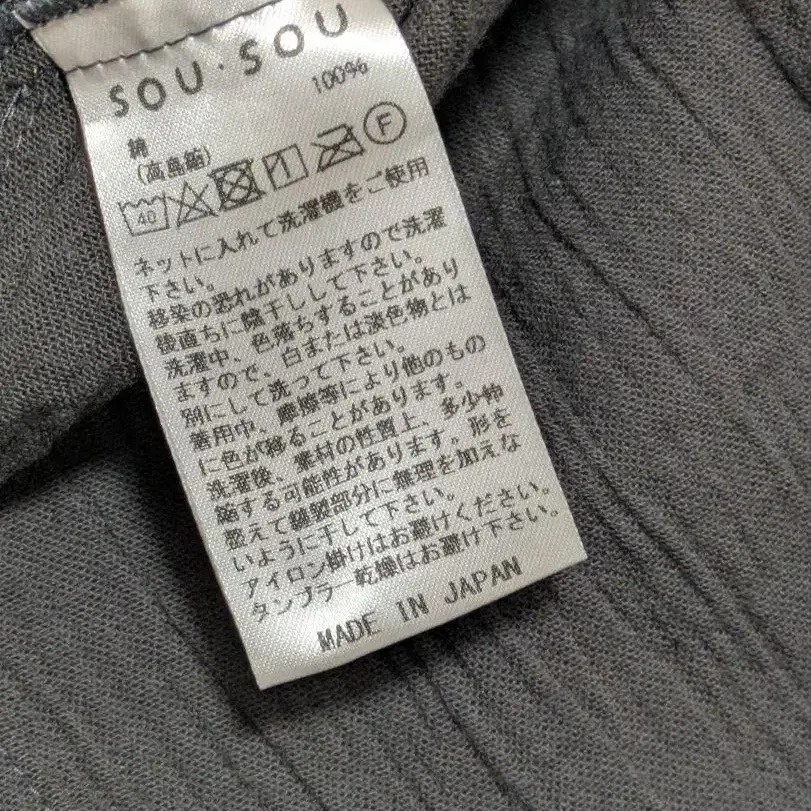 SOU・SOU
綿 100%
(高島縮)
40 1 F
ネットに入れて洗濯機をご使用
下さい。
移染の恐れがありますので洗濯
後直ちに陰干しして下さい。
洗濯中、色落ちすることがあり
ますので、白または淡色物とは
別にして洗って下さい。
着用中、摩擦等により他のもの
に色が移ることがあります。
洗濯後、素材の性質上、多少伸
縮する可能性があります。形を
整えて縫製部分に無理を加えな
いように干して下さい。
アイロン掛けはお避けください。
タンブラー乾燥はお避け下さい。
MADE IN JAPAN